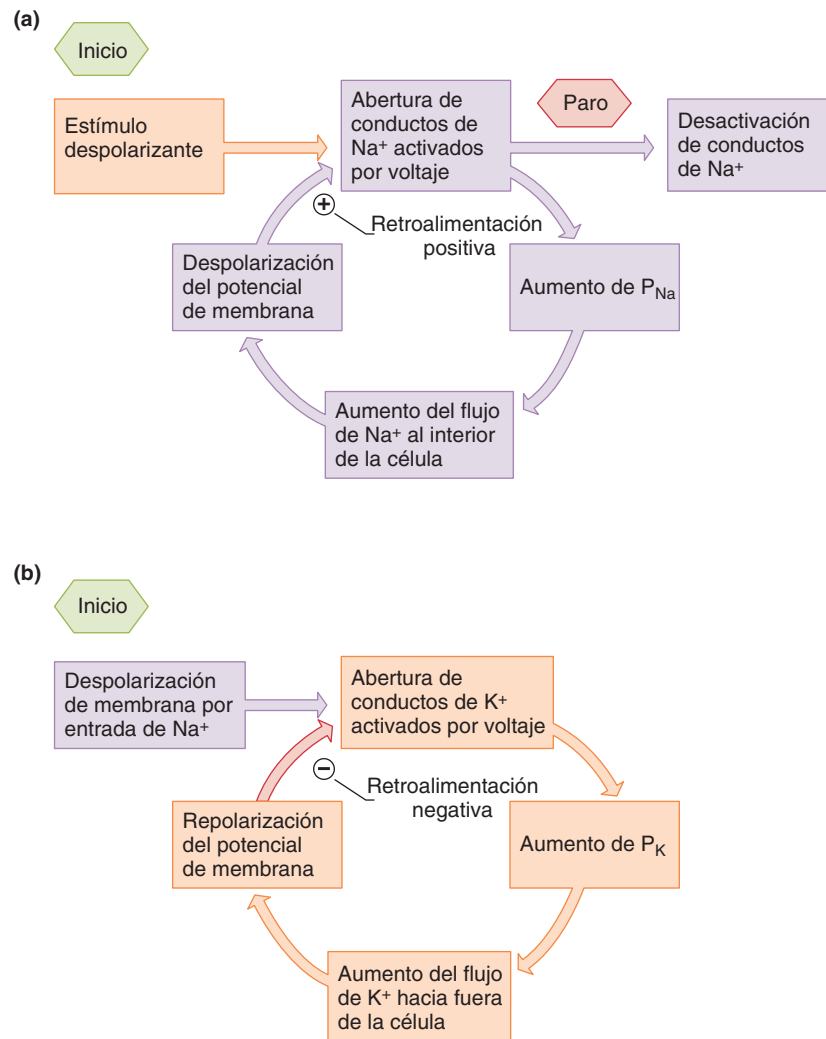 (a)
Inicio
Estímulo
despolarizante
Abertura de
conductos de
Na⁺ activados
por voltaje
Paro
Desactivación
de conductos
de Na⁺
+
Retroalimentación
positiva
Despolarización
del potencial
de membrana
Aumento de P_Na
Aumento del flujo
de Na⁺ al interior
de la célula
(b)
Inicio
Despolarización
de membrana por
entrada de Na⁺
Abertura de
conductos de K⁺
activados por voltaje
−
Retroalimentación
negativa
Repolarización
del potencial
de membrana
Aumento de P_K
Aumento del flujo
de K⁺ hacia fuera
de la célula